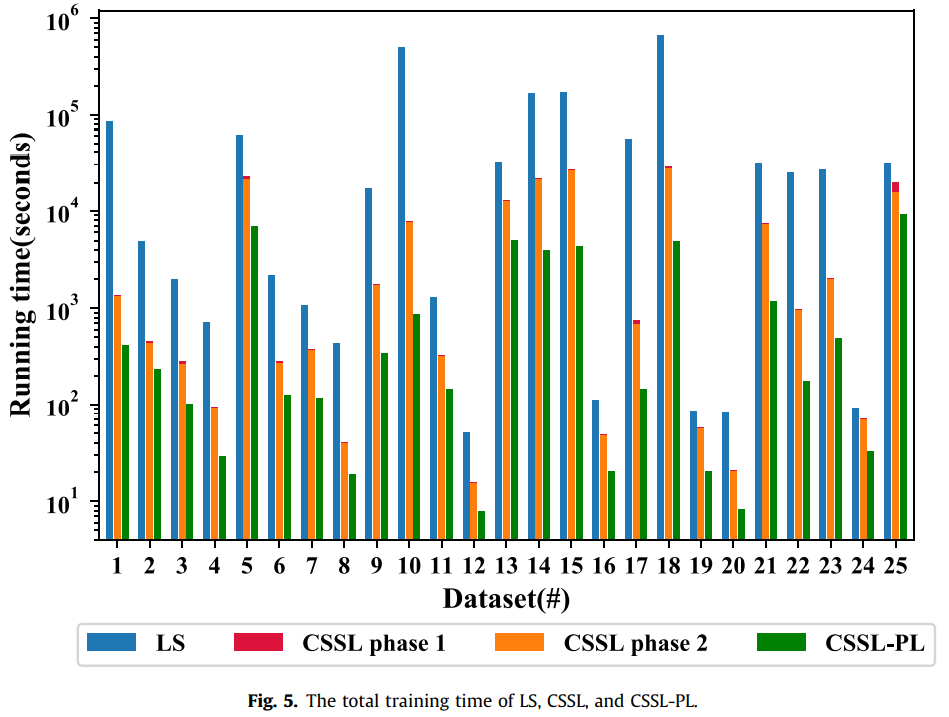 10^6
10^5
10^4
10^3
10^2
10^1
Running time(seconds)
1 2 3 4 5 6 7 8 9 10 11 12 13 14 15 16 17 18 19 20 21 22 23 24 25
Dataset(#)
LS CSSL phase 1 CSSL phase 2 CSSL-PL
Fig. 5. The total training time of LS, CSSL, and CSSL-PL.